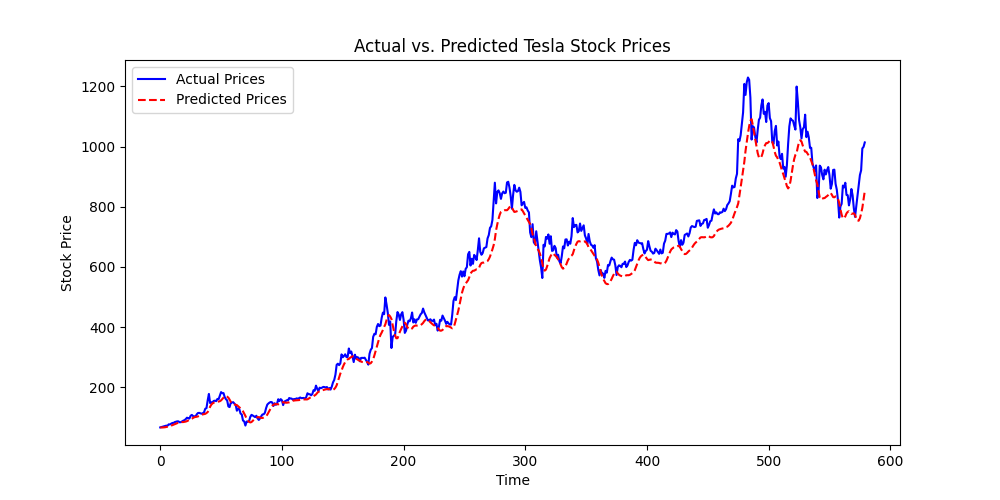 Actual vs. Predicted Tesla Stock Prices
Actual Prices
Predicted Prices
1200
1000
800
600
400
200
Stock Price
0 100 200 300 400 500 600
Time